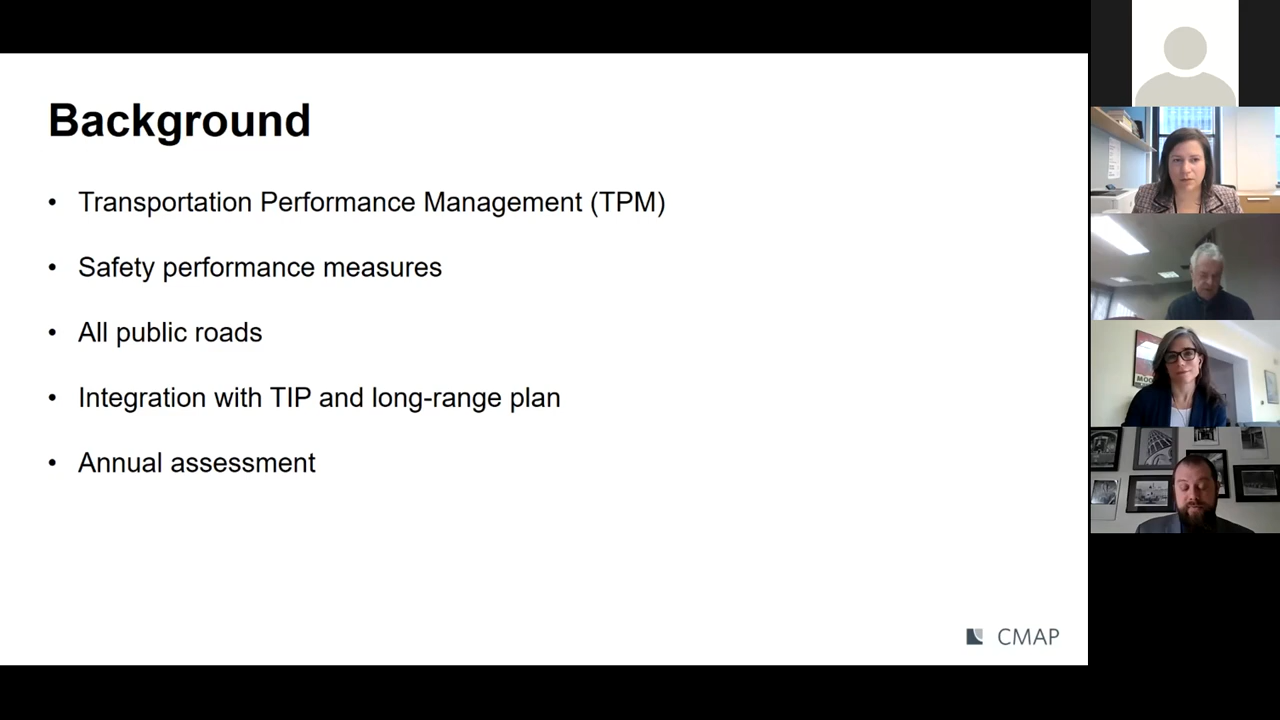 Background
• Transportation Performance Management (TPM)
• Safety performance measures
• All public roads
• Integration with TIP and long-range plan
• Annual assessment
CMAP